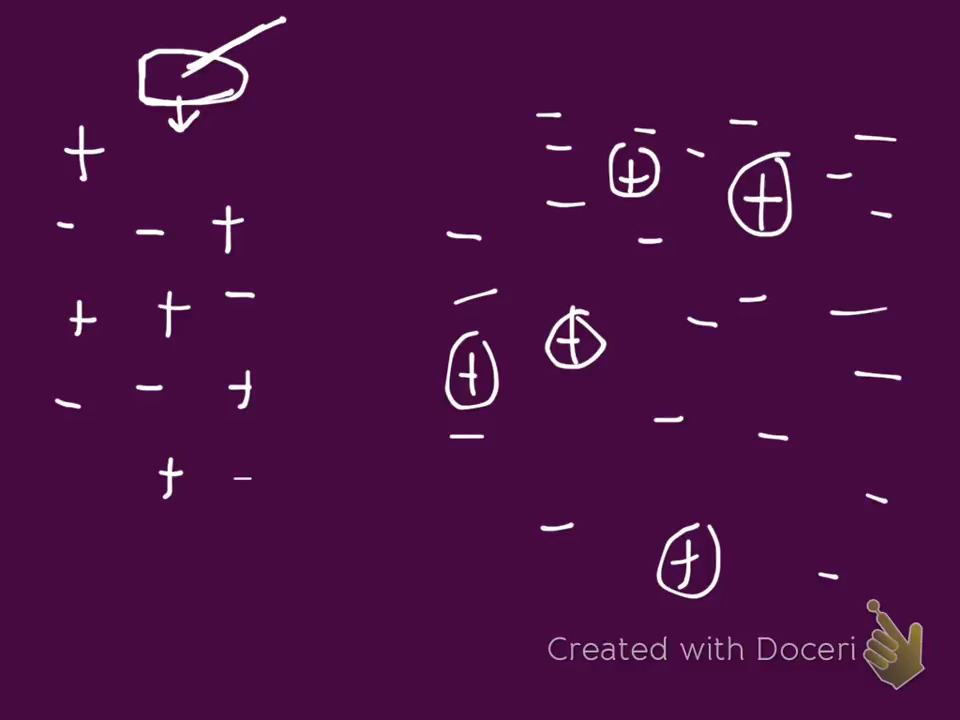 +
- - +
+ + -
- - +
+ -
- - - -
- + - + -
- -
- -
- - -
+ + - -
+ -
- - -
-
- + -
Created with Doceri